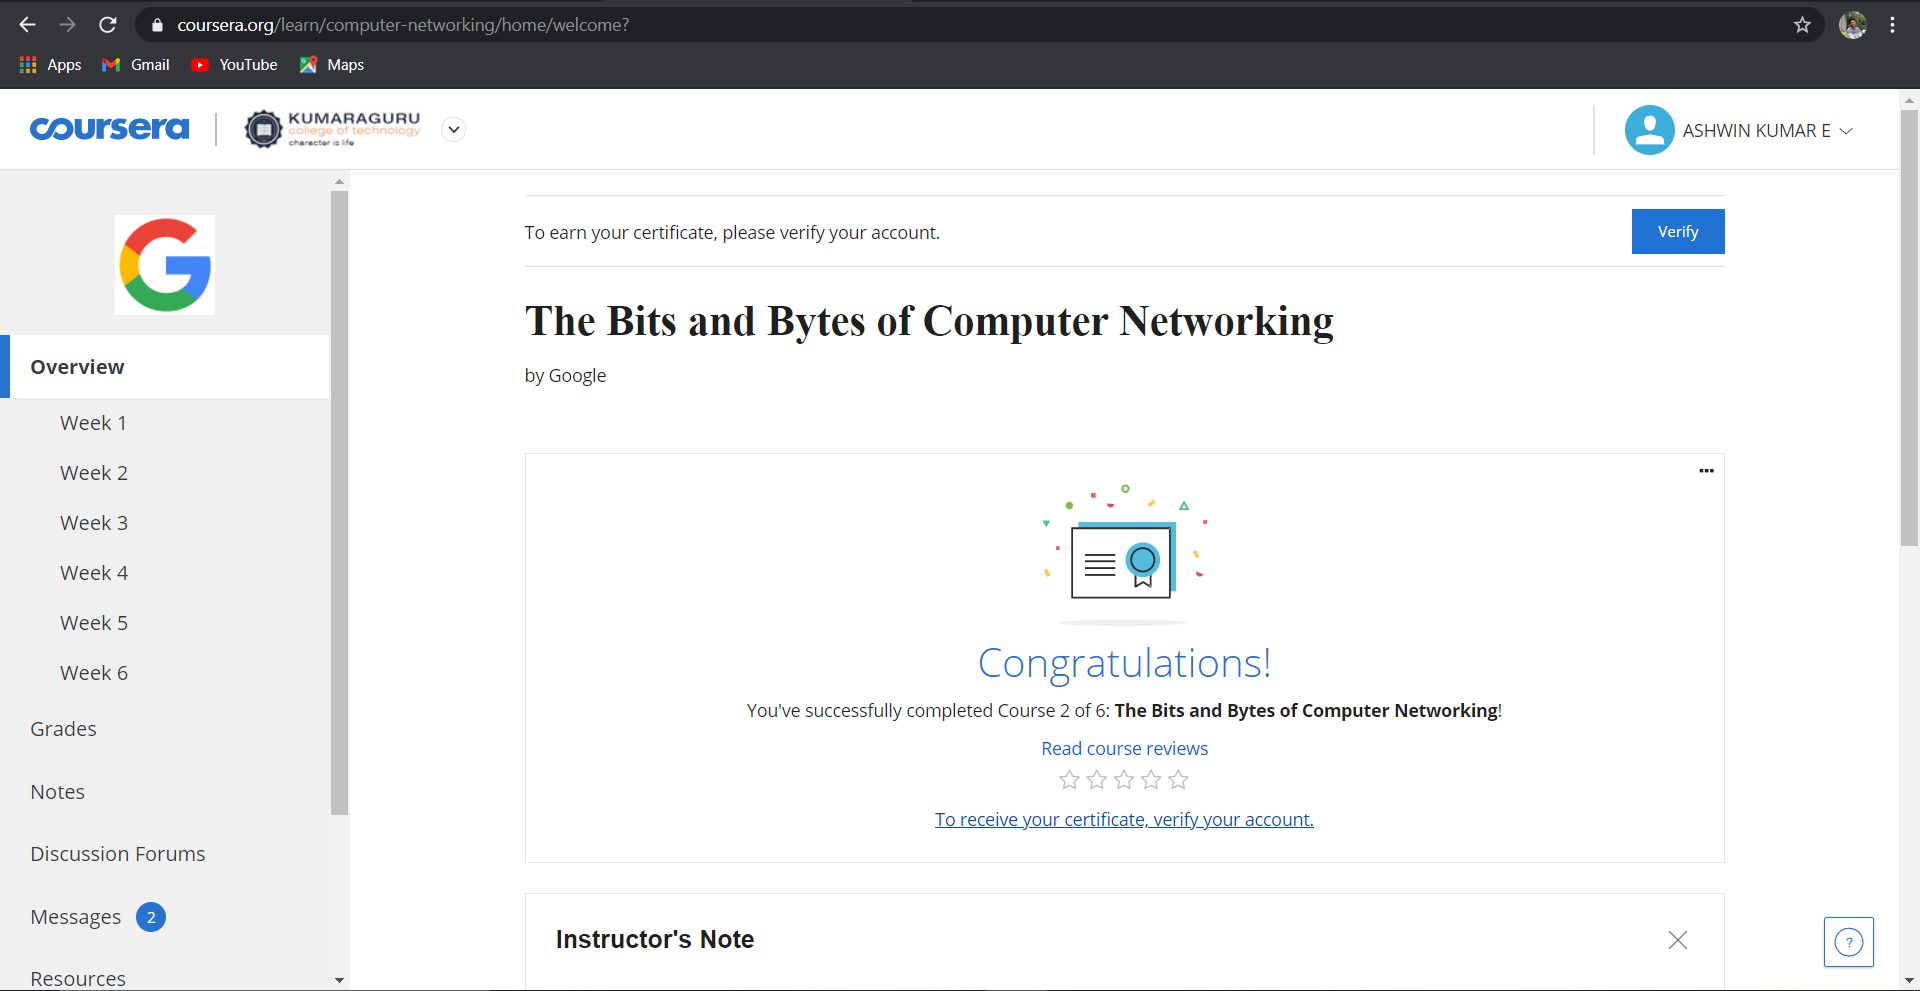 coursera.org/learn/computer-networking/home/welcome?
Apps Gmail YouTube Maps
coursera
KUMARAGURU
college of technology
character is life
ASHWIN KUMAR E
To earn your certificate, please verify your account.
Verify
The Bits and Bytes of Computer Networking
by Google
Overview
Week 1
Week 2
Week 3
Week 4
Week 5
Week 6
Grades
Notes
Discussion Forums
Messages 2
Resources
Congratulations!
You've successfully completed Course 2 of 6: The Bits and Bytes of Computer Networking!
Read course reviews
To receive your certificate, verify your account.
Instructor's Note
?